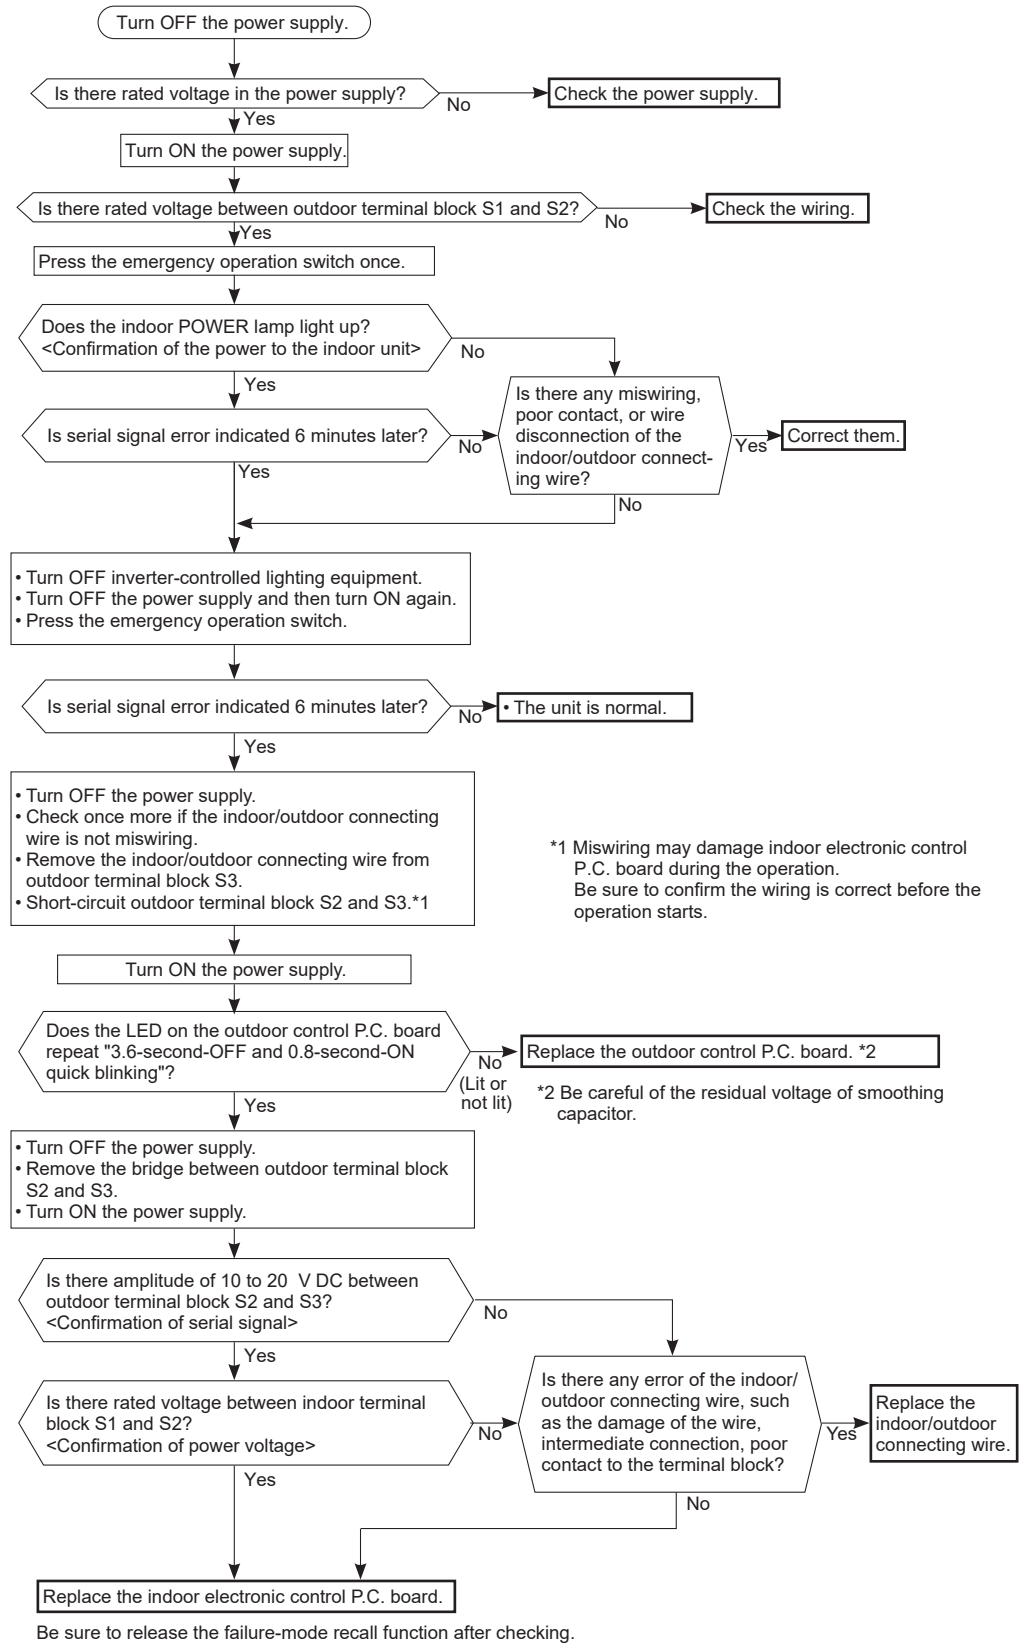 Turn OFF the power supply.
Is there rated voltage in the power supply?
No
Check the power supply.
Yes
Turn ON the power supply.
Is there rated voltage between outdoor terminal block S1 and S2?
No
Check the wiring.
Yes
Press the emergency operation switch once.
Does the indoor POWER lamp light up?
<Confirmation of the power to the indoor unit>
No
Yes
Is there any miswiring,
poor contact, or wire
disconnection of the
indoor/outdoor connect-
ing wire?
Yes
Correct them.
Is serial signal error indicated 6 minutes later?
No
Yes
No
• Turn OFF inverter-controlled lighting equipment.
• Turn OFF the power supply and then turn ON again.
• Press the emergency operation switch.
Is serial signal error indicated 6 minutes later?
No
• The unit is normal.
Yes
• Turn OFF the power supply.
• Check once more if the indoor/outdoor connecting
wire is not miswiring.
• Remove the indoor/outdoor connecting wire from
outdoor terminal block S3.
• Short-circuit outdoor terminal block S2 and S3.*1
*1 Miswiring may damage indoor electronic control
P.C. board during the operation.
Be sure to confirm the wiring is correct before the
operation starts.
Turn ON the power supply.
Does the LED on the outdoor control P.C. board
repeat "3.6-second-OFF and 0.8-second-ON
quick blinking"?
No
(Lit or
not lit)
Replace the outdoor control P.C. board. *2
*2 Be careful of the residual voltage of smoothing
capacitor.
Yes
• Turn OFF the power supply.
• Remove the bridge between outdoor terminal block
S2 and S3.
• Turn ON the power supply.
Is there amplitude of 10 to 20 V DC between
outdoor terminal block S2 and S3?
<Confirmation of serial signal>
No
Yes
Is there rated voltage between indoor terminal
block S1 and S2?
<Confirmation of power voltage>
No
Is there any error of the indoor/
outdoor connecting wire, such
as the damage of the wire,
intermediate connection, poor
contact to the terminal block?
Yes
Replace the
indoor/outdoor
connecting wire.
Yes
No
Replace the indoor electronic control P.C. board.
Be sure to release the failure-mode recall function after checking.